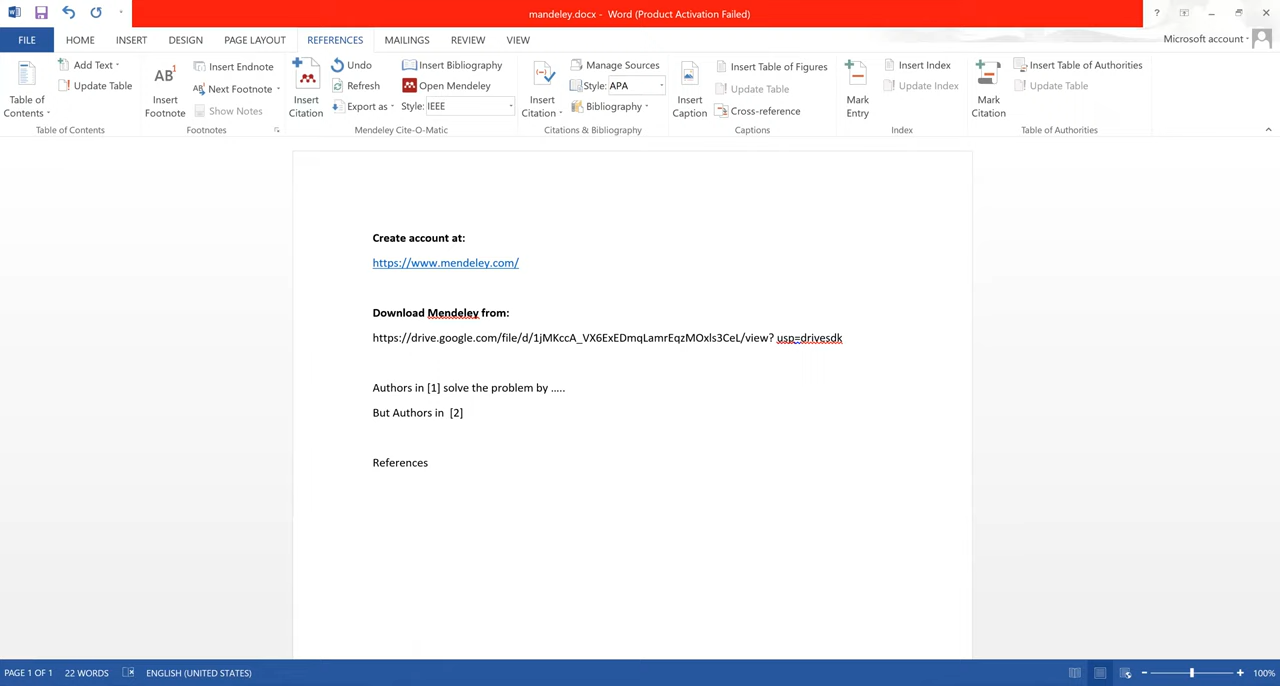 mandeley.docx - Word (Product Activation Failed)
FILE HOME INSERT DESIGN PAGE LAYOUT REFERENCES MAILINGS REVIEW VIEW Microsoft account
Add Text
Update Table
Table of Contents
Table of Contents
AB1
Insert Footnote
Insert Endnote
AB1 Next Footnote
Show Notes
Footnotes
Insert Citation
Undo
Refresh
Export as
Insert Bibliography
Open Mendeley
Style: IEEE
Mendeley Cite-O-Matic
Insert Citation
Manage Sources
Style: APA
Bibliography
Citations & Bibliography
Insert Caption
Insert Table of Figures
Update Table
Cross-reference
Captions
Mark Entry
Insert Index
Update Index
Index
Mark Citation
Insert Table of Authorities
Update Table
Table of Authorities
Create account at:
https://www.mendeley.com/
Download Mendeley from:
https://drive.google.com/file/d/1jMKccA_VX6ExEDmqLamrEqzMOxls3CeL/view? usp=drivesdk
Authors in [1] solve the problem by .....
But Authors in [2]
References
PAGE 1 OF 1 22 WORDS ENGLISH (UNITED STATES) 100%